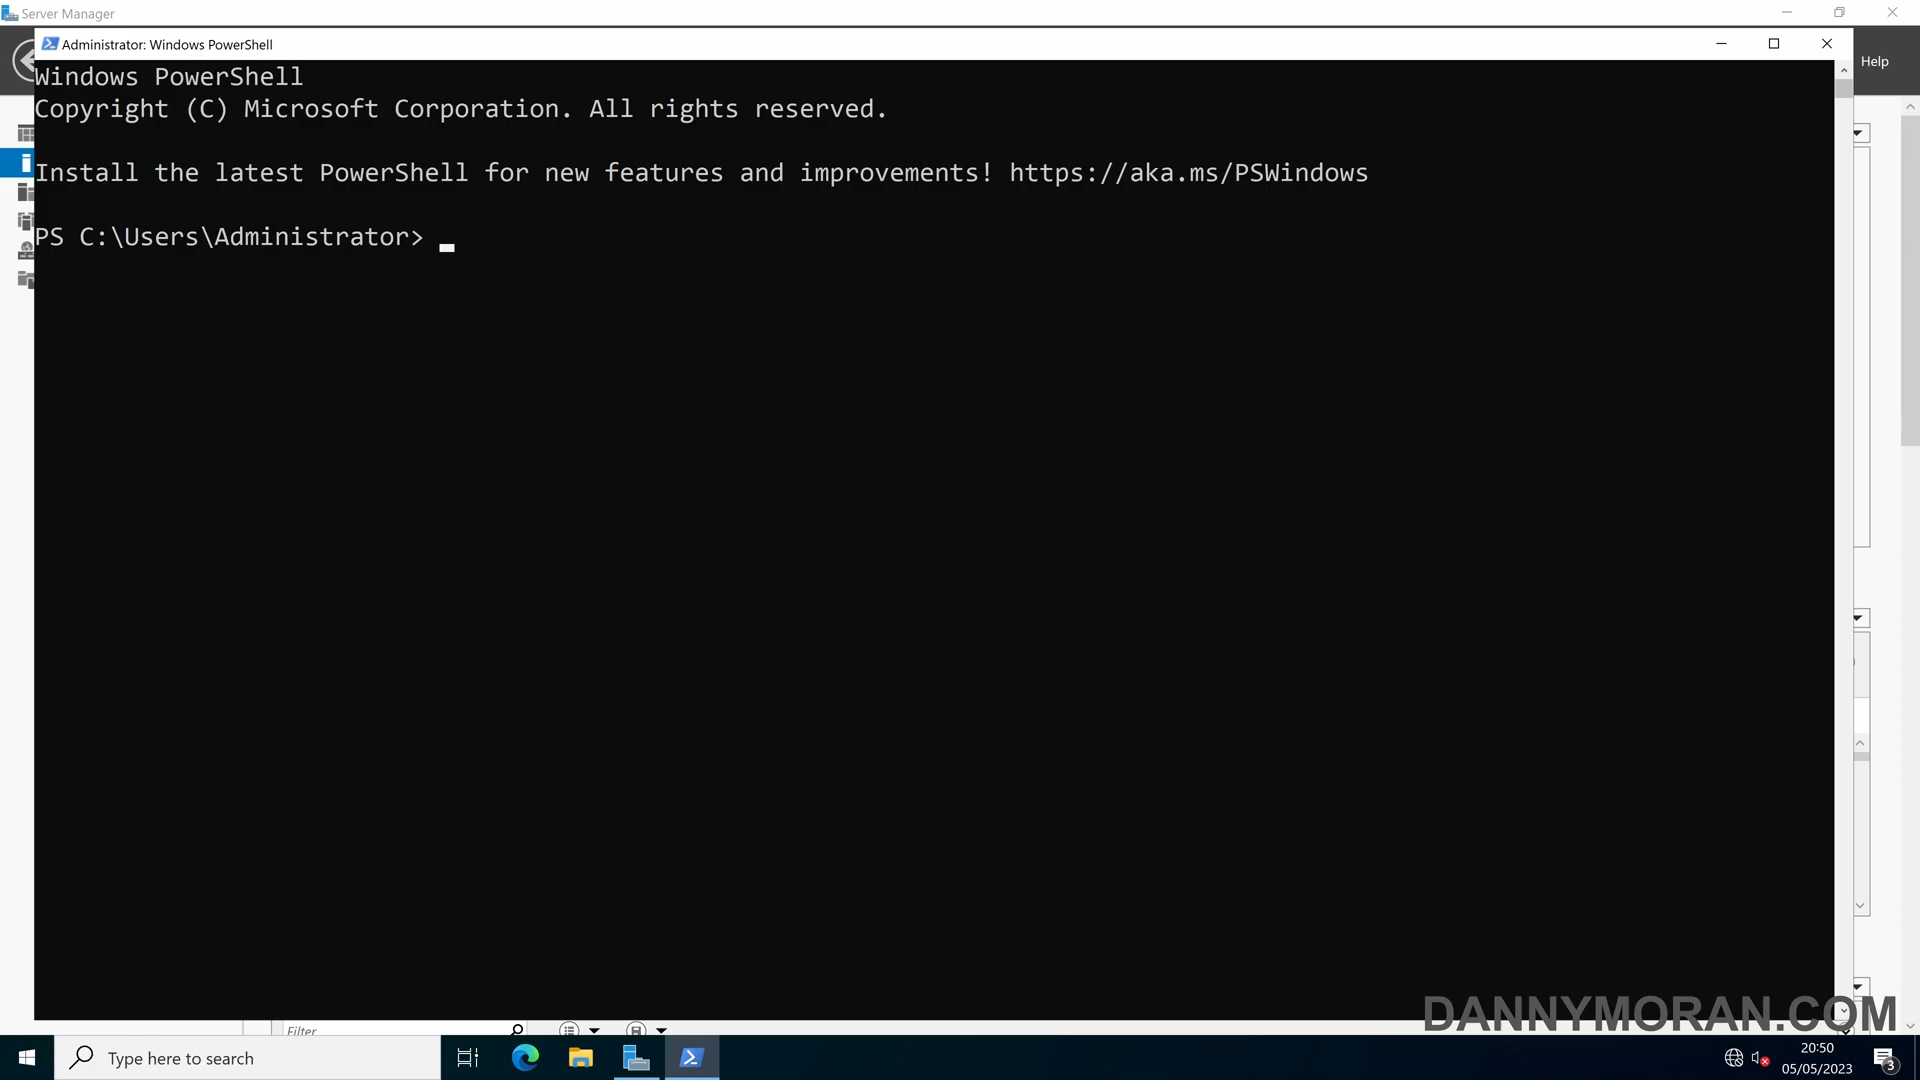 Server Manager
Administrator: Windows PowerShell
Help
Windows PowerShell
Copyright (C) Microsoft Corporation. All rights reserved.
Install the latest PowerShell for new features and improvements! https://aka.ms/PSWindows
PS C:\Users\Administrator>
DANNYMORAN.COM
Filter
Type here to search
20:50
05/05/2023
3